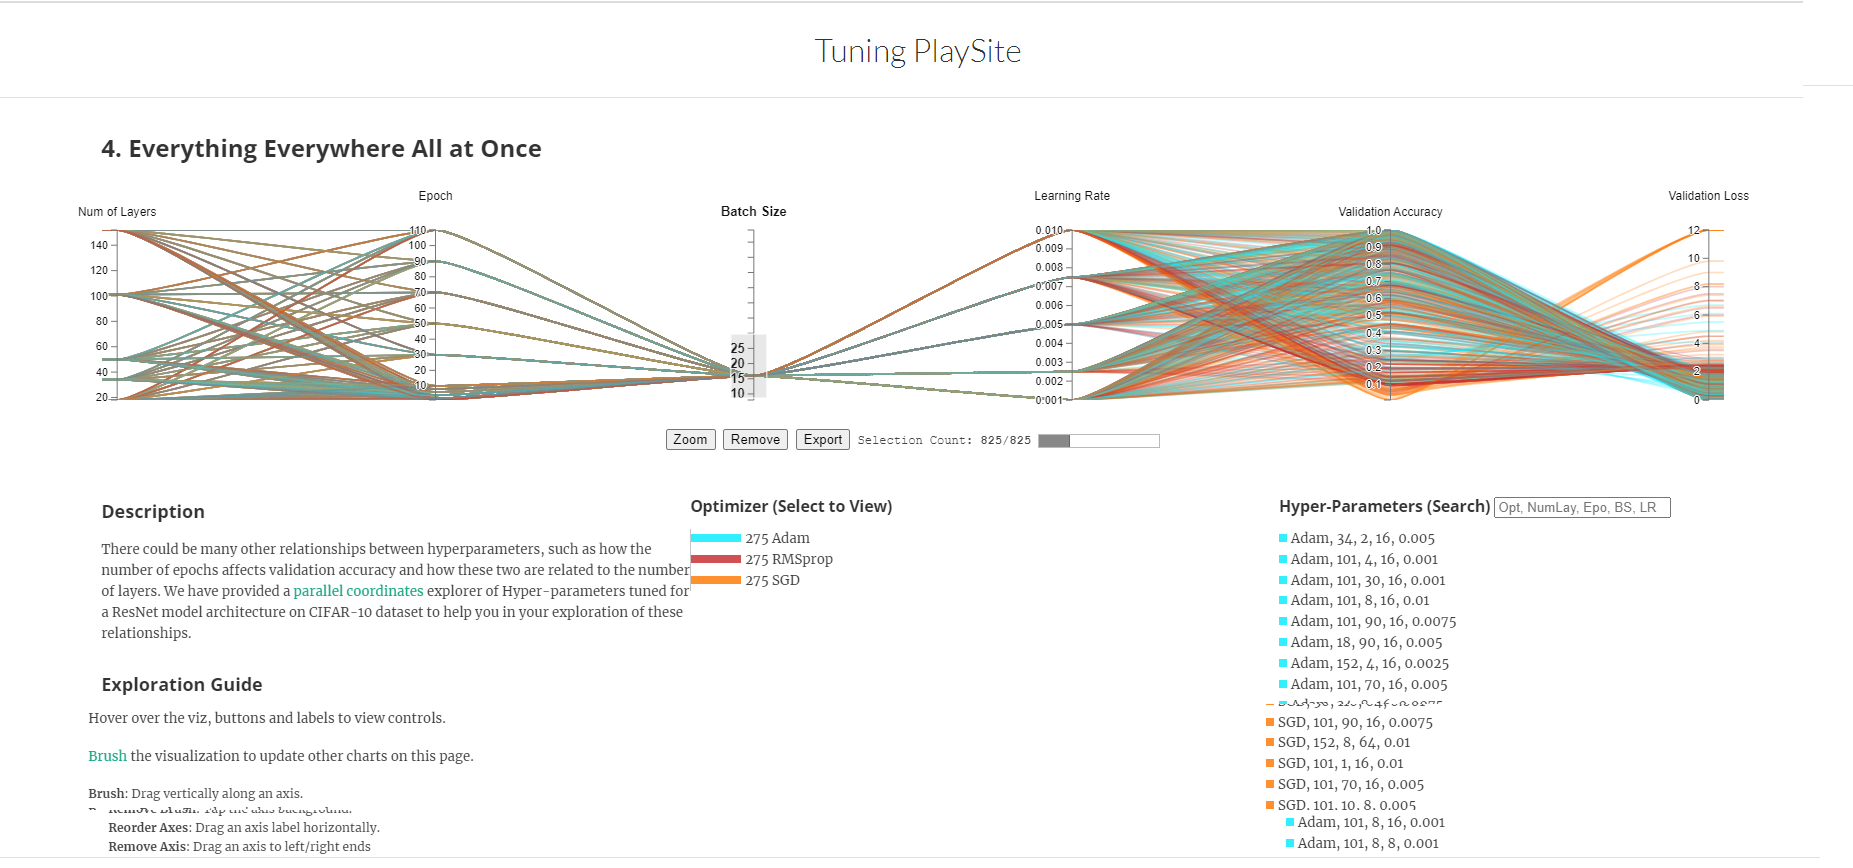 Tuning PlaySite
4. Everything Everywhere All at Once
Num of Layers
Epoch
Batch Size
Learning Rate
Validation Accuracy
Validation Loss
140
120
100
80
60
40
20
110
100
90
80
70
60
50
40
30
20
10
25
20
15
10
0.010
0.009
0.008
0.007
0.006
0.005
0.004
0.003
0.002
0.001
1.0
0.9
0.8
0.7
0.6
0.5
0.4
0.3
0.2
0.1
12
10
8
6
4
2
0
Zoom Remove Export Selection Count: 825/825
Description
There could be many other relationships between hyperparameters, such as how the
number of epochs affects validation accuracy and how these two are related to the number
of layers. We have provided a parallel coordinates explorer of Hyper-parameters tuned for
a ResNet model architecture on CIFAR-10 dataset to help you in your exploration of these
relationships.
Exploration Guide
Hover over the viz, buttons and labels to view controls.
Brush the visualization to update other charts on this page.
Brush: Drag vertically along an axis.
Remove Brush: Tap the axis background.
Reorder Axes: Drag an axis label horizontally.
Remove Axis: Drag an axis to left/right ends
Optimizer (Select to View)
275 Adam
275 RMSprop
275 SGD
Hyper-Parameters (Search) Opt, NumLay, Epo, BS, LR
Adam, 34, 2, 16, 0.005
Adam, 101, 4, 16, 0.001
Adam, 101, 30, 16, 0.001
Adam, 101, 8, 16, 0.01
Adam, 101, 90, 16, 0.0075
Adam, 18, 90, 16, 0.005
Adam, 152, 4, 16, 0.0025
Adam, 101, 70, 16, 0.005
SGD, 101, 90, 16, 0.0075
SGD, 152, 8, 64, 0.01
SGD, 101, 1, 16, 0.01
SGD, 101, 70, 16, 0.005
SGD, 101, 10, 8, 0.005
Adam, 101, 8, 16, 0.001
Adam, 101, 8, 8, 0.001